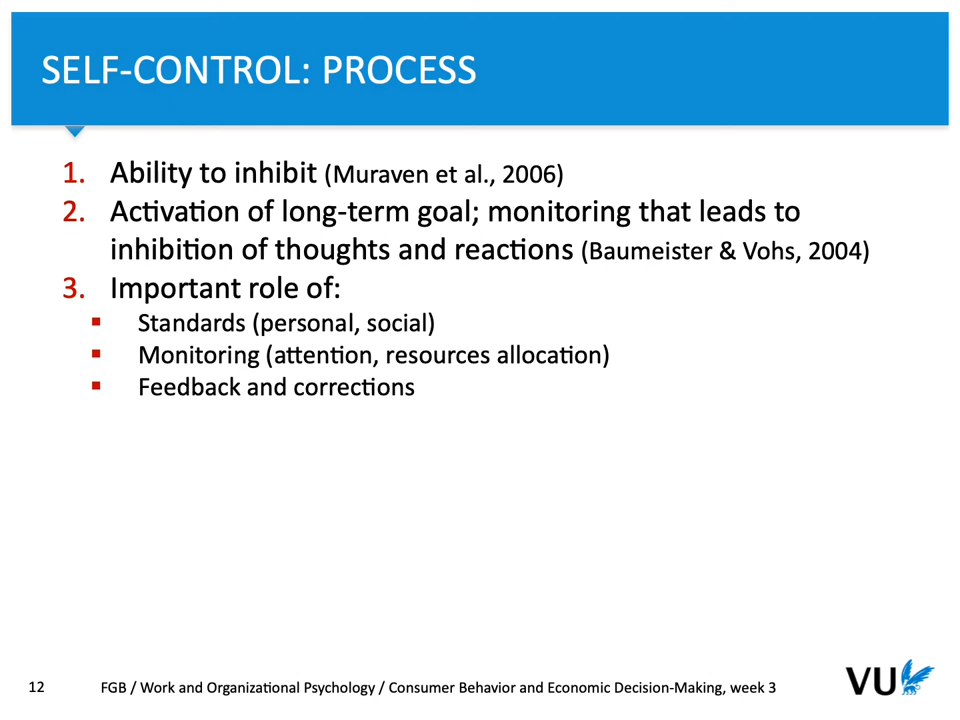 SELF-CONTROL: PROCESS
1. Ability to inhibit (Muraven et al., 2006)
2. Activation of long-term goal; monitoring that leads to
inhibition of thoughts and reactions (Baumeister & Vohs, 2004)
3. Important role of:
▪ Standards (personal, social)
▪ Monitoring (attention, resources allocation)
▪ Feedback and corrections
12 FGB / Work and Organizational Psychology / Consumer Behavior and Economic Decision-Making, week 3
VU